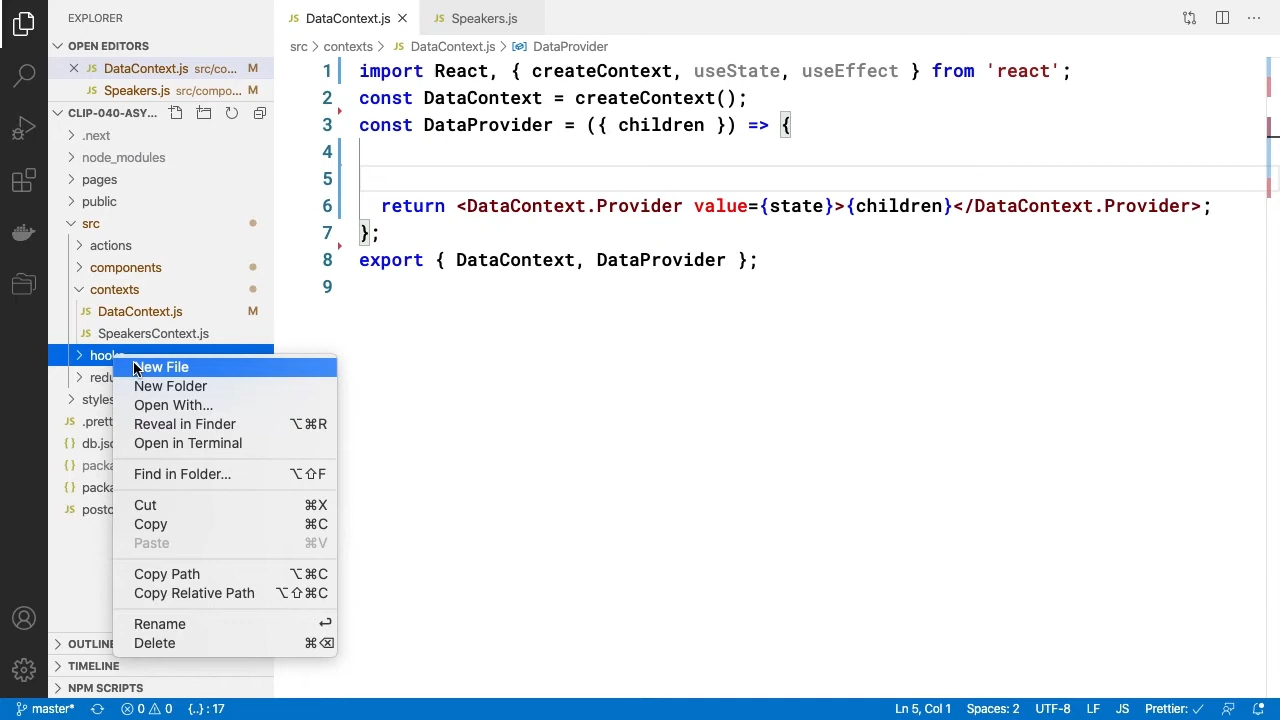 EXPLORER
OPEN EDITORS
DataContext.js src/co... M
Speakers.js src/compo... M
CLIP-040-ASY...
.next
node_modules
pages
public
src
actions
components
contexts
JS DataContext.js M
JS SpeakersContext.js
New File
New Folder
Open With...
Reveal in Finder ⌥⌘R
Open in Terminal
Find in Folder... ⌥⇧F
Cut ⌘X
Copy ⌘C
Paste ⌘V
Copy Path ⌥⌘C
Copy Relative Path ⌥⇧⌘C
Rename ↩
Delete ⌘⌫
OUTLINE
TIMELINE
NPM SCRIPTS
JS DataContext.js
JS Speakers.js
src > contexts > JS DataContext.js > DataProvider
1 import React, { createContext, useState, useEffect } from 'react';
2 const DataContext = createContext();
3 const DataProvider = ({ children }) => {
4
5
6 return <DataContext.Provider value={state}>{children}</DataContext.Provider>;
7 };
8 export { DataContext, DataProvider };
9
master* 0 0 {..} : 17 Ln 5, Col 1 Spaces: 2 UTF-8 LF JS Prettier: ✓